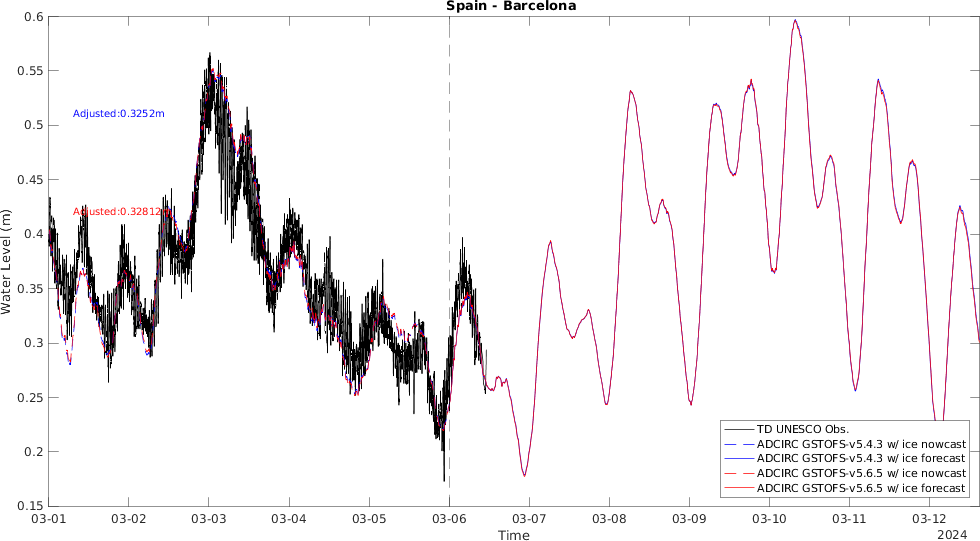 Spain - Barcelona
0.6
0.55
0.5
0.45
0.4
0.35
0.3
0.25
0.2
0.15
Water Level (m)
Adjusted:0.3252m
Adjusted:0.32812m
TD UNESCO Obs.
ADCIRC GSTOFS-v5.4.3 w/ ice nowcast
ADCIRC GSTOFS-v5.4.3 w/ ice forecast
ADCIRC GSTOFS-v5.6.5 w/ ice nowcast
ADCIRC GSTOFS-v5.6.5 w/ ice forecast
03-01 03-02 03-03 03-04 03-05 03-06 03-07 03-08 03-09 03-10 03-11 03-12
Time
2024